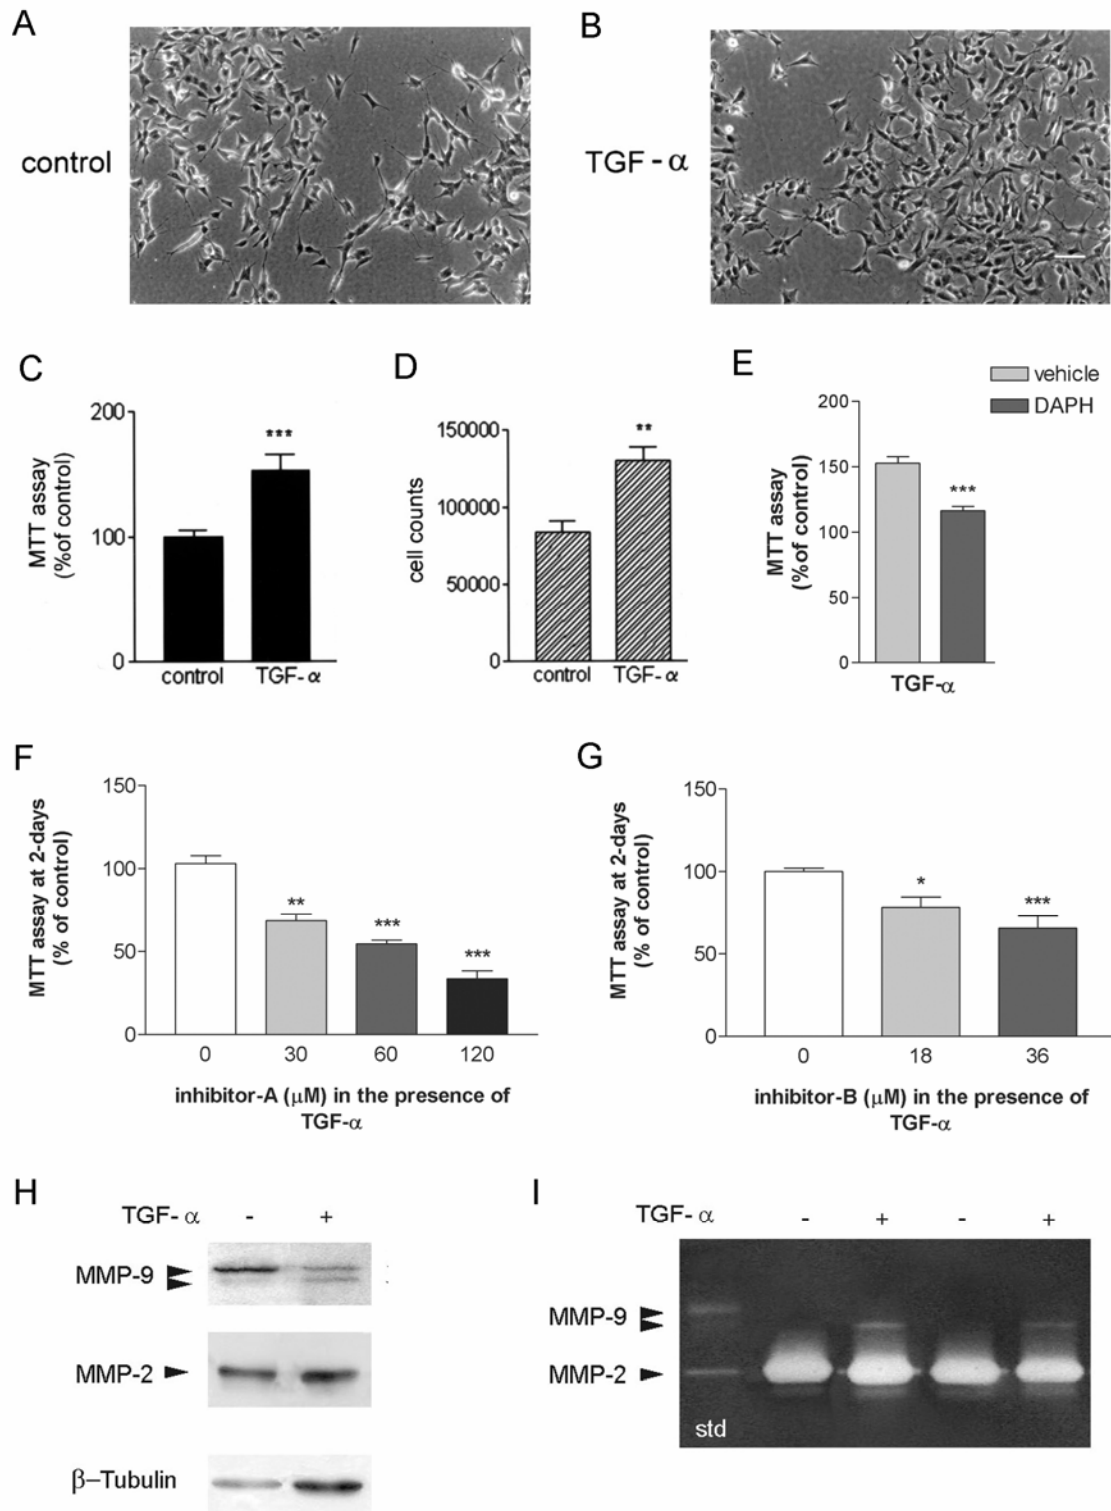 A
B
control
TGF - α
C
D
E
vehicle
DAPH
200
100
0
MTT assay
(%of control)
***
control
TGF- α
150000
100000
50000
0
cell counts
**
control
TGF- α
200
150
100
50
0
MTT assay
(%of control)
***
TGF-α
F
G
150
100
50
0
MTT assay at 2-days
(% of control)
**
***
***
0 30 60 120
inhibitor-A (μM) in the presence of
TGF-α
150
100
50
0
MTT assay at 2-days
(% of control)
*
***
0 18 36
inhibitor-B (μM) in the presence of
TGF-α
H
TGF- α - +
MMP-9
MMP-2
β–Tubulin
I
TGF- α - + - +
MMP-9
MMP-2
std